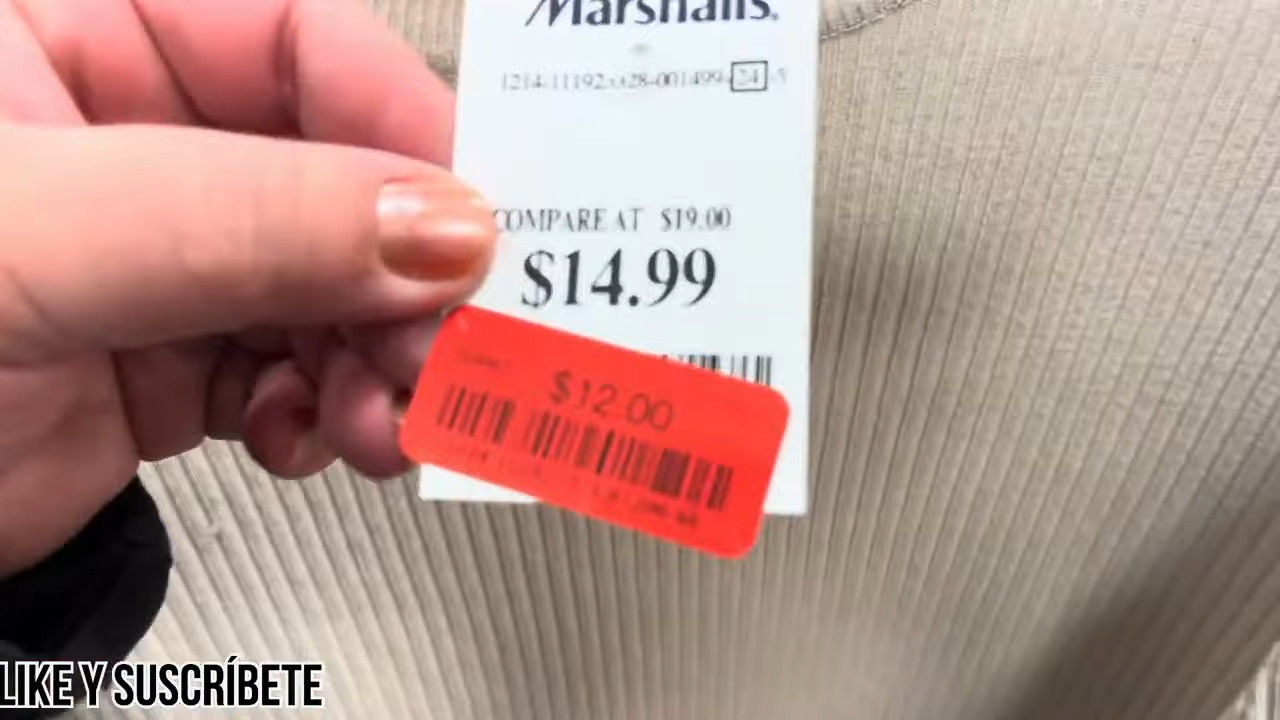 Marshalls.
COMPARE AT $19.00
$14.99
$12.00
LIKE Y SUSCRÍBETE